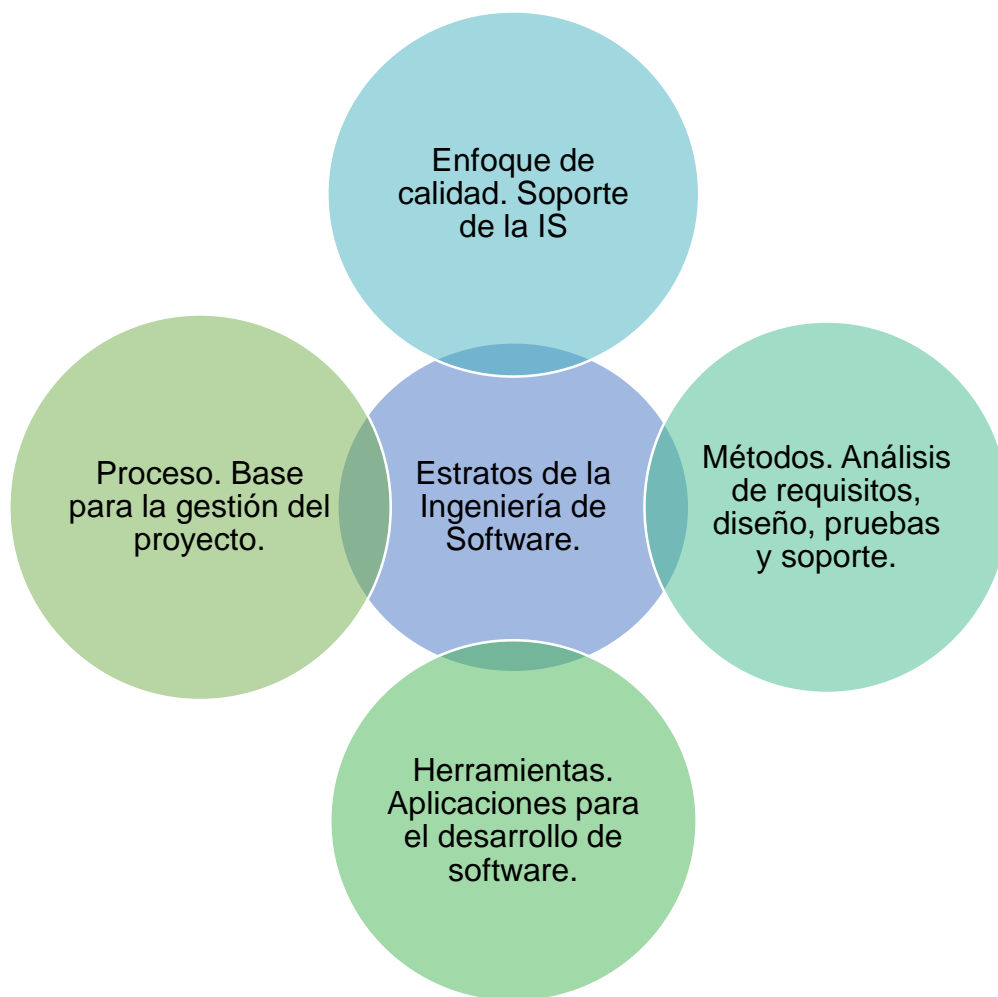 Enfoque de
calidad. Soporte
de la IS
Proceso. Base
para la gestión del
proyecto.
Estratos de la
Ingeniería de
Software.
Métodos. Análisis
de requisitos,
diseño, pruebas
y soporte.
Herramientas.
Aplicaciones para
el desarrollo de
software.